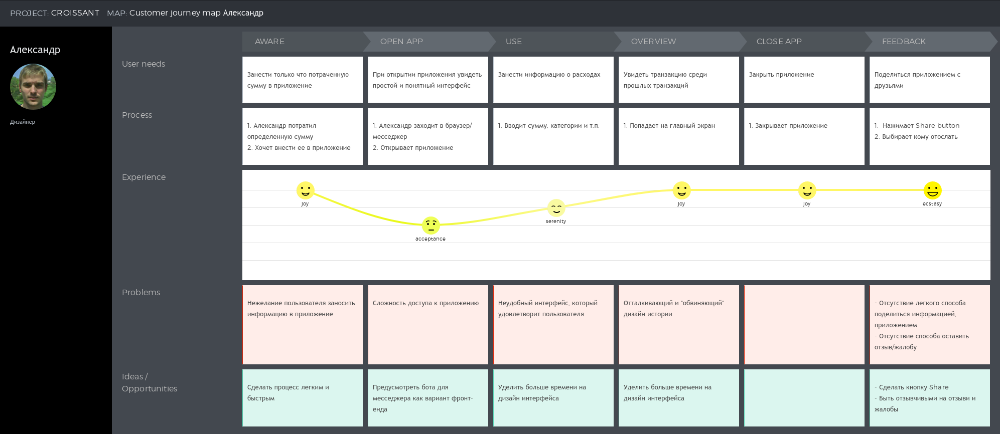 PROJECT: CROISSANT MAP: Customer journey map Александр
Александр
Дизайнер
AWARE
OPEN APP
USE
OVERVIEW
CLOSE APP
FEEDBACK
User needs
Занести только что потраченную
сумму в приложение
При открытии приложения увидеть
простой и понятный интерфейс
Занести информацию о расходах
Увидеть транзакцию среди
прошлых транзакций
Закрыть приложение
Поделиться приложением с
друзьями
Process
1. Александр потратил
определенную сумму
2. Хочет внести ее в приложение
1. Александр заходит в браузер/
месседжер
2. Открывает приложение
1. Вводит сумму, категории и т.п.
1. Попадает на главный экран
1. Закрывает приложение
1. Нажимает Share button
2. Выбирает кому отослать
Experience
joy
acceptance
serenity
joy
joy
ecstasy
Problems
Нежелание пользователя заносить
информацию в приложение
Сложность доступа к приложению
Неудобный интерфейс, который
удовлетворит пользователя
Отталкивающий и "обвиняющий"
дизайн истории
- Отсутствие легкого способа
поделиться информацией,
приложением
- Отсутствие способа оставить
отзыв/жалобу
Ideas /
Opportunities
Сделать процесс легким и
быстрым
Предусмотреть бота для
месседжера как вариант фронт-
енда
Уделить больше времени на
дизайн интерфейса
Уделить больше времени на
дизайн интерфейса
- Сделать кнопку Share
- Быть отзывчивыми на отзыви и
жалобы